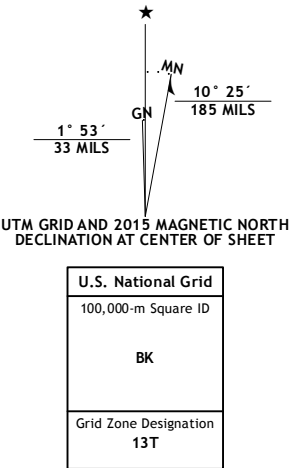 ★
MN
GN
10° 25´
185 MILS
1° 53´
33 MILS
UTM GRID AND 2015 MAGNETIC NORTH
DECLINATION AT CENTER OF SHEET
U.S. National Grid
100,000-m Square ID
BK
Grid Zone Designation
13T